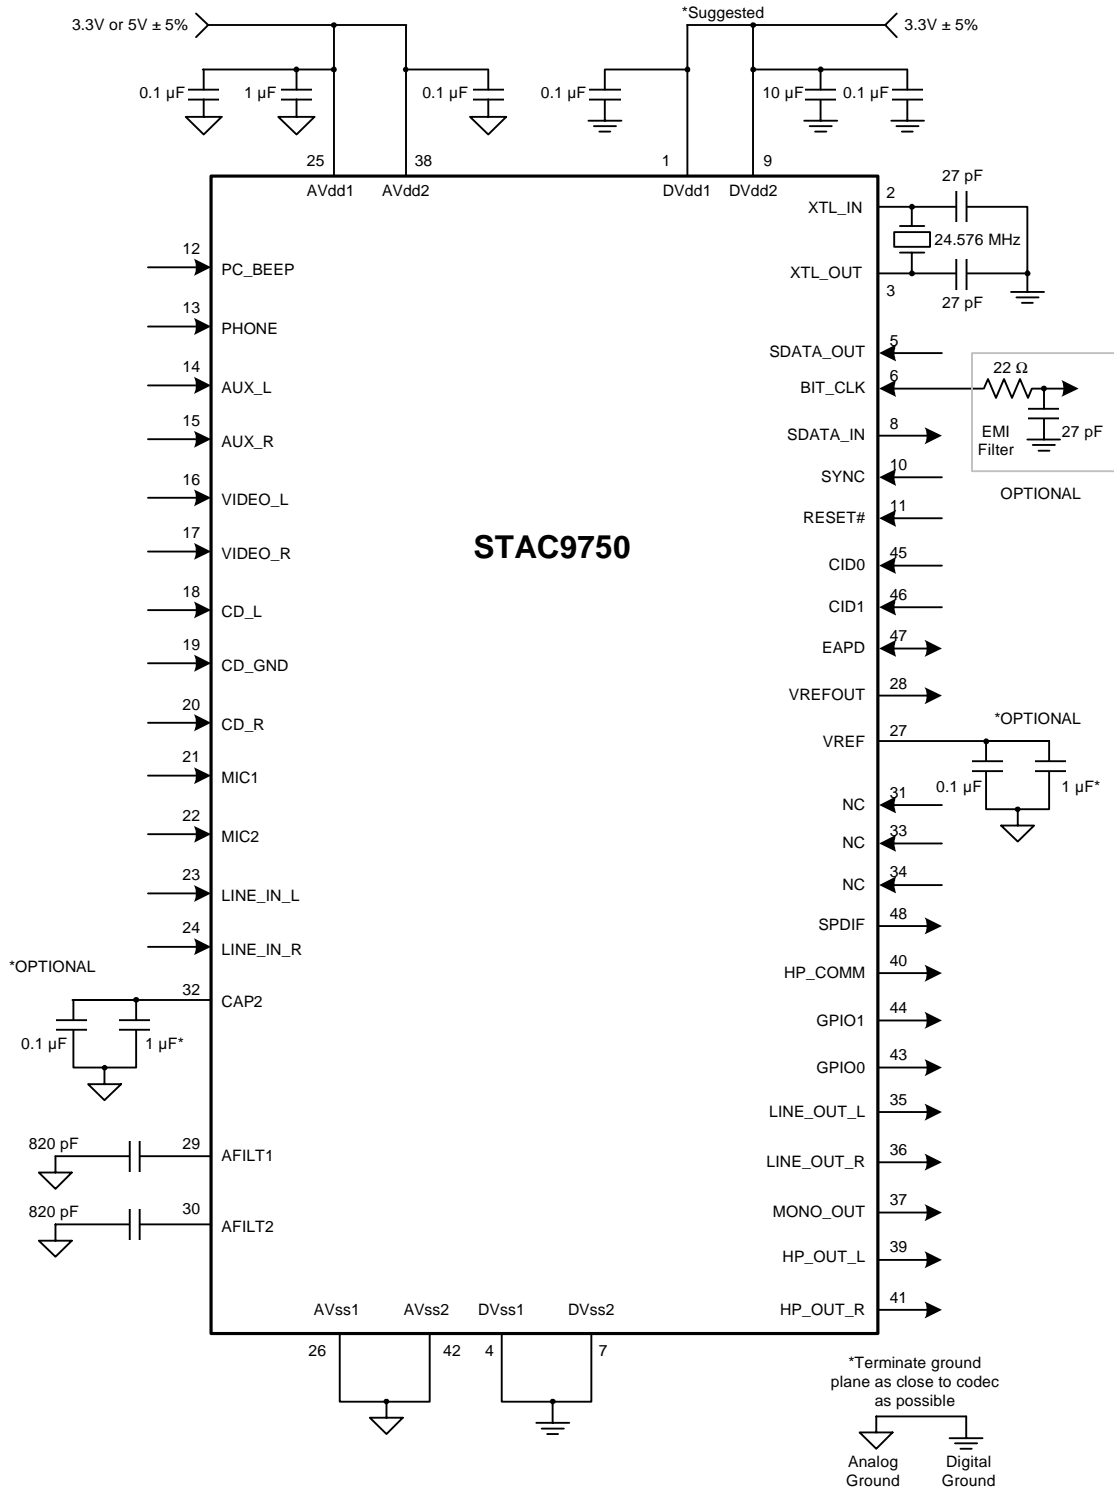 *Suggested
3.3V or 5V ± 5%
3.3V ± 5%
0.1 µF
1 µF
0.1 µF
0.1 µF
10 µF
0.1 µF
25
38
1
9
AVdd1
AVdd2
DVdd1
DVdd2
12
PC_BEEP
13
PHONE
14
AUX_L
15
AUX_R
16
VIDEO_L
17
VIDEO_R
18
CD_L
19
CD_GND
20
CD_R
21
MIC1
22
MIC2
23
LINE_IN_L
24
LINE_IN_R
*OPTIONAL
32
CAP2
0.1 µF
1 µF*
820 pF
29
AFILT1
820 pF
30
AFILT2
STAC9750
XTL_IN
2
27 pF
24.576 MHz
XTL_OUT
3
27 pF
SDATA_OUT
5
BIT_CLK
6
22 Ω
EMI
Filter
27 pF
OPTIONAL
SDATA_IN
8
SYNC
10
RESET#
11
CID0
45
CID1
46
EAPD
47
VREFOUT
28
*OPTIONAL
VREF
27
0.1 µF
1 µF*
NC
31
NC
33
NC
34
SPDIF
48
HP_COMM
40
GPIO1
44
GPIO0
43
LINE_OUT_L
35
LINE_OUT_R
36
MONO_OUT
37
HP_OUT_L
39
HP_OUT_R
41
AVss1
AVss2
DVss1
DVss2
26
42
4
7
*Terminate ground
plane as close to codec
as possible
Analog
Ground
Digital
Ground